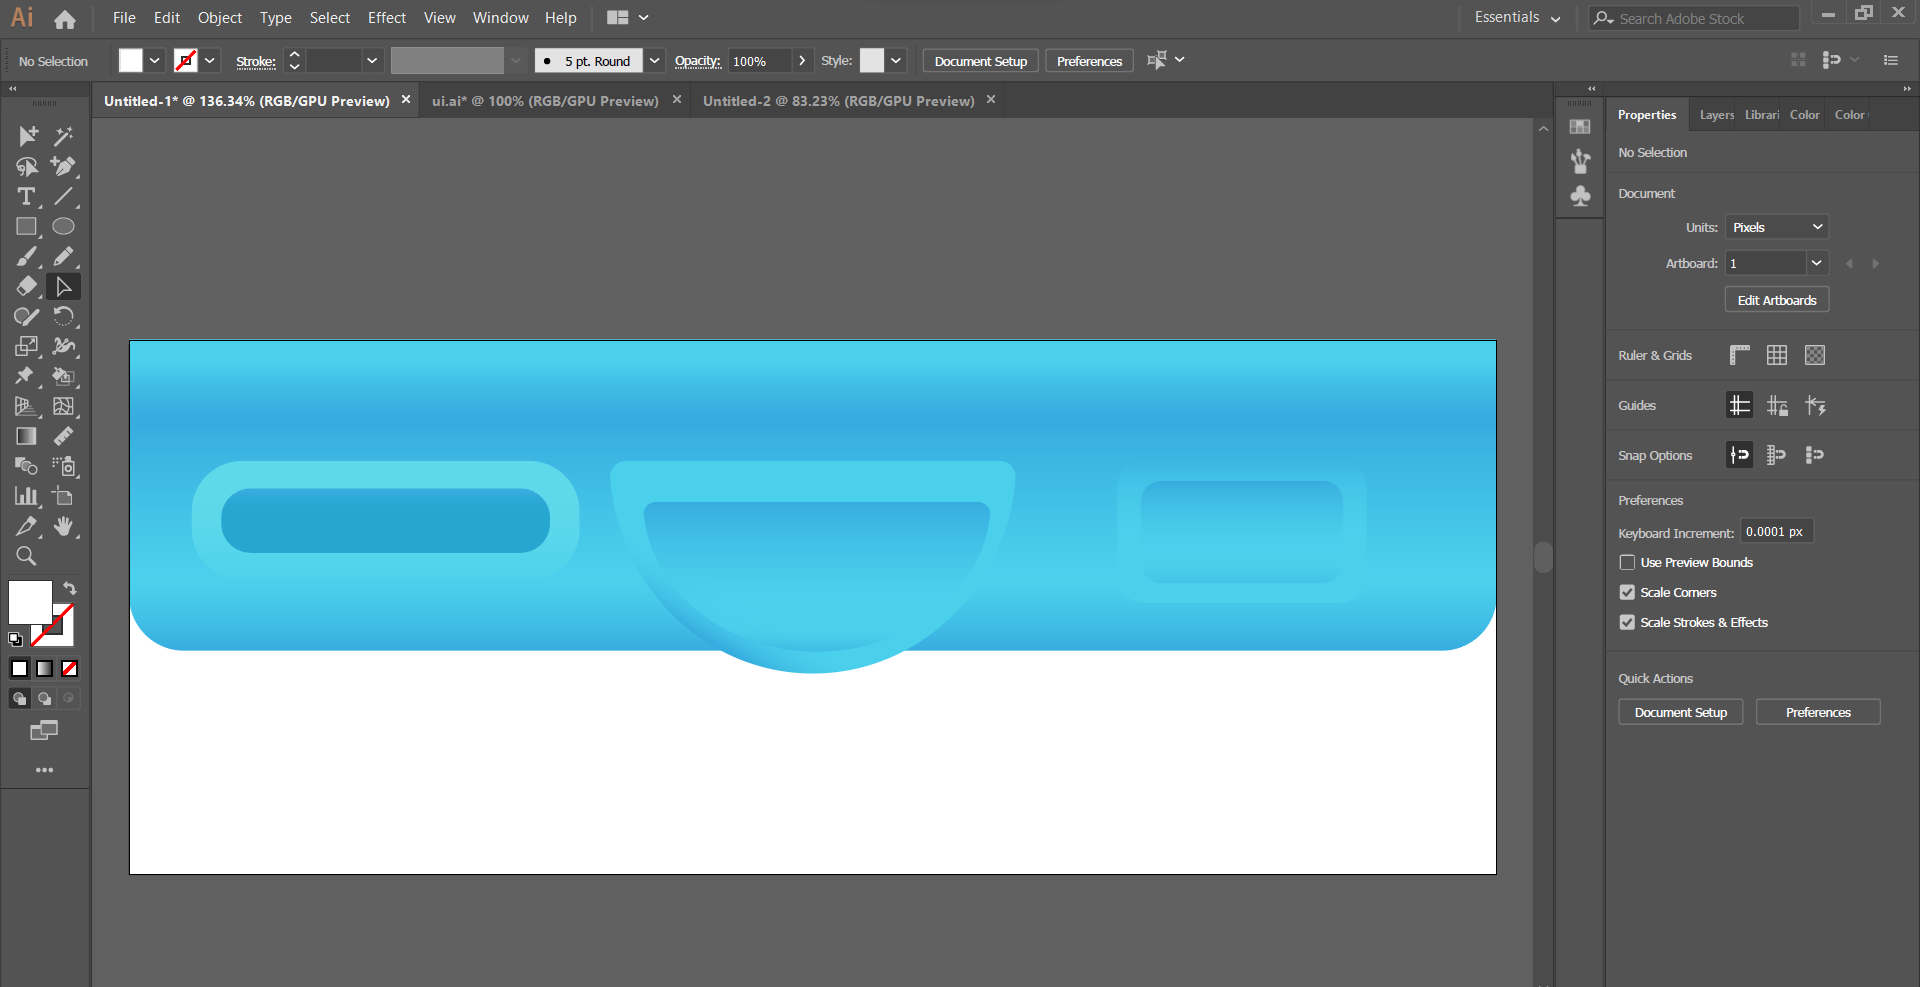 Ai File Edit Object Type Select Effect View Window Help Essentials Search Adobe Stock
No Selection Stroke: 5 pt. Round Opacity: 100% Style: Document Setup Preferences
Untitled-1* @ 136.34% (RGB/GPU Preview) ui.ai* @ 100% (RGB/GPU Preview) Untitled-2 @ 83.23% (RGB/GPU Preview)
Properties Layers Librari Color Color
No Selection
Document
Units: Pixels
Artboard: 1
Edit Artboards
Ruler & Grids
Guides
Snap Options
Preferences
Keyboard Increment: 0.0001 px
Use Preview Bounds
Scale Corners
Scale Strokes & Effects
Quick Actions
Document Setup Preferences